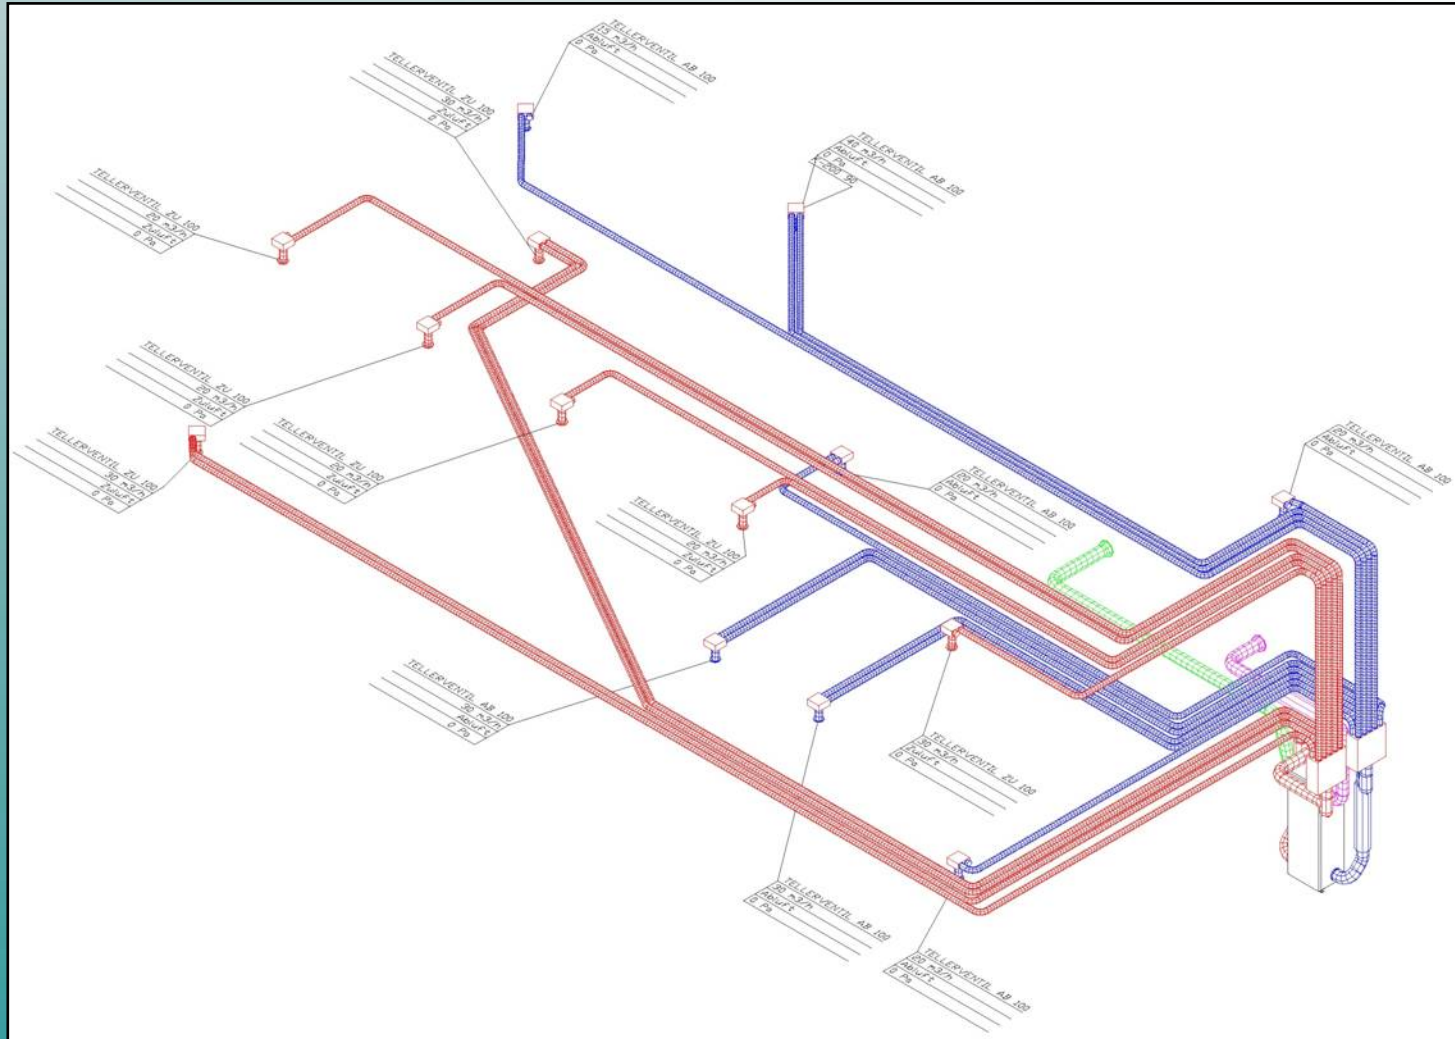 TELLERVENTIL AB 100
15 m3/h
Abluft
0 Pa
TELLERVENTIL ZU 100
30 m3/h
Zuluft
0 Pa
TELLERVENTIL AB 100
40 m3/h
Abluft
0 Pa
-200 90
TELLERVENTIL ZU 100
20 m3/h
Zuluft
0 Pa
TELLERVENTIL ZU 100
20 m3/h
Zuluft
0 Pa
TELLERVENTIL ZU 100
30 m3/h
Zuluft
0 Pa
TELLERVENTIL ZU 100
20 m3/h
Zuluft
0 Pa
TELLERVENTIL AB 100
20 m3/h
Abluft
0 Pa
TELLERVENTIL AB 100
20 m3/h
Abluft
0 Pa
TELLERVENTIL ZU 100
20 m3/h
Zuluft
0 Pa
TELLERVENTIL AB 100
30 m3/h
Abluft
0 Pa
TELLERVENTIL ZU 100
30 m3/h
Zuluft
0 Pa
TELLERVENTIL AB 100
30 m3/h
Abluft
0 Pa
TELLERVENTIL AB 100
20 m3/h
Abluft
0 Pa